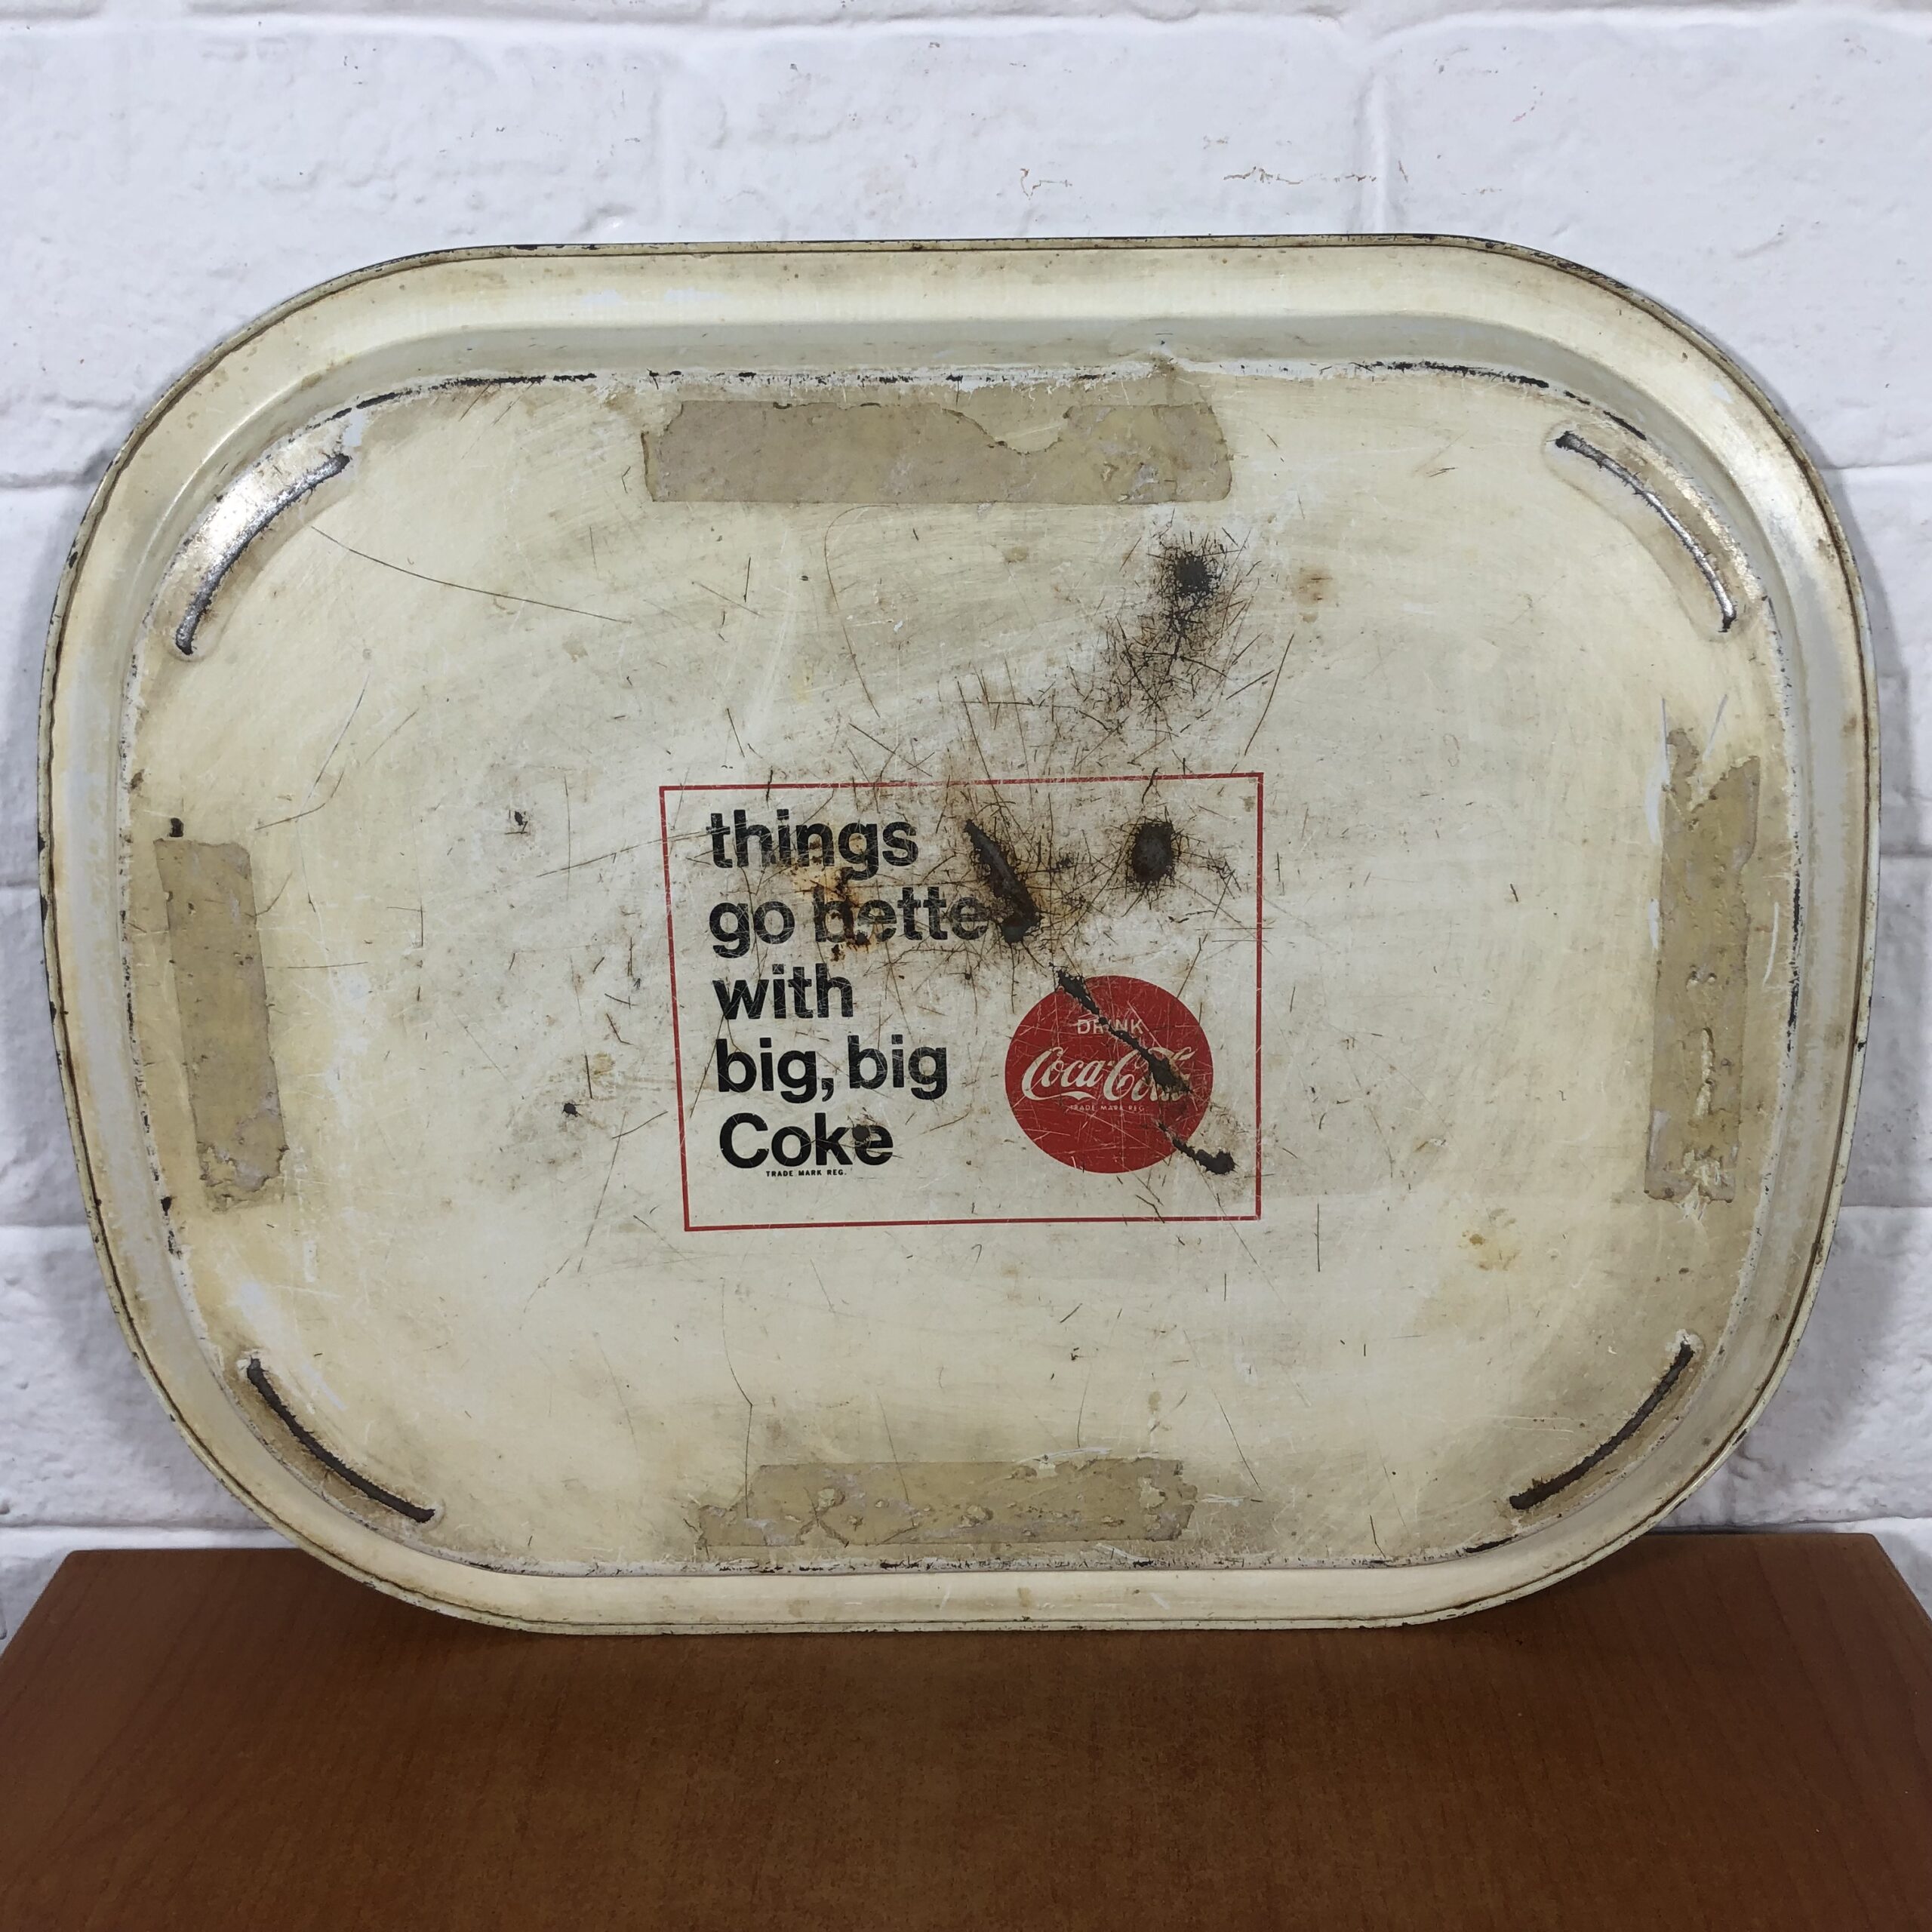 things
go bette
with
big, big
Coke
TRADE MARK REG.
DRINK
Coca-Cola
TRADE MARK REG.